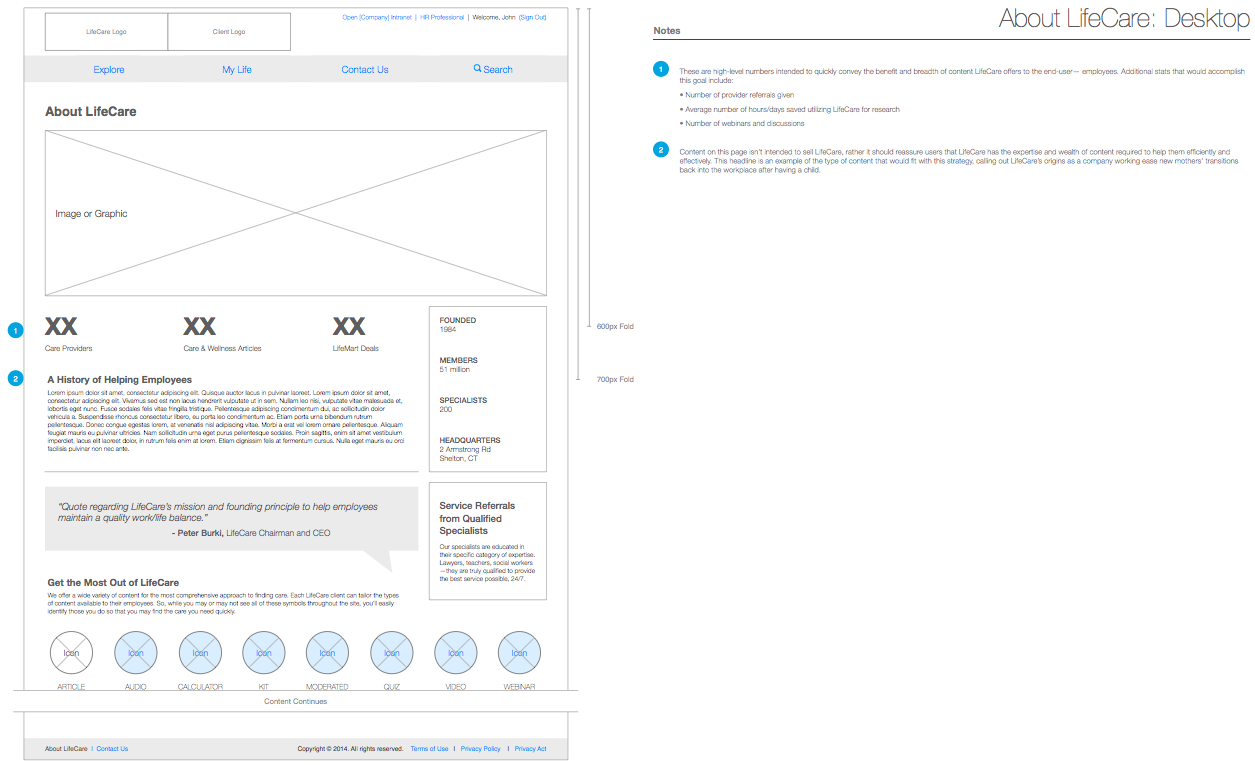 LifeCare Logo
Client Logo
Open [Company] Intranet | HR Professional | Welcome, John (Sign Out)
Explore
My Life
Contact Us
Search
About LifeCare
Image or Graphic
1
XX
Care Providers
XX
Care & Wellness Articles
XX
LifeMart Deals
FOUNDED
1984
MEMBERS
51 million
SPECIALISTS
200
HEADQUARTERS
2 Armstrong Rd
Shelton, CT
2
A History of Helping Employees
Lorem ipsum dolor sit amet, consectetur adipiscing elit. Quisque auctor lacus in pulvinar laoreet. Lorem ipsum dolor sit amet,
consectetur adipiscing elit. Vivamus sed est non lacus hendrerit vulputate ut in sem. Nullam leo nisi, vulputate vitae malesuada et,
lobortis eget nunc. Fusce sodales felis vitae fringilla tristique. Pellentesque adipiscing condimentum dui, ac sollicitudin dolor
vehicula a. Suspendisse rhoncus consectetur libero, eu porta leo condimentum ac. Etiam porta urna bibendum rutrum
pellentesque. Donec congue egestas lorem, at venenatis nisl adipiscing vitae. Morbi a erat vel lorem ornare pellentesque. Aliquam
feugiat mauris eu pulvinar ultricies. Nam sollicitudin urna eget purus pellentesque sodales. Proin sagittis, enim sit amet vestibulum
imperdiet, lacus elit laoreet dolor, in rutrum felis enim at lorem. Etiam dignissim felis at fermentum cursus. Nulla eget mauris eu orci
facilisis pulvinar non nec ante.
"Quote regarding LifeCare's mission and founding principle to help employees
maintain a quality work/life balance."
- Peter Burki, LifeCare Chairman and CEO
Service Referrals
from Qualified
Specialists
Our specialists are educated in
their specific category of expertise.
Lawyers, teachers, social workers
—they are truly qualified to provide
the best service possible, 24/7.
Get the Most Out of LifeCare
We offer a wide variety of content for the most comprehensive approach to finding care. Each LifeCare client can tailor the types
of content available to their employees. So, while you may or may not see all of these symbols throughout the site, you'll easily
identify those you do so that you may find the care you need quickly.
Icon Icon Icon Icon Icon Icon Icon Icon
ARTICLE AUDIO CALCULATOR KIT MODERATED QUIZ VIDEO WEBINAR
Content Continues
About LifeCare | Contact Us
Copyright © 2014. All rights reserved. Terms of Use | Privacy Policy | Privacy Act
600px Fold
700px Fold
About LifeCare: Desktop
Notes
1
These are high-level numbers intended to quickly convey the benefit and breadth of content LifeCare offers to the end-user— employees. Additional stats that would accomplish
this goal include:
• Number of provider referrals given
• Average number of hours/days saved utilizing LifeCare for research
• Number of webinars and discussions
2
Content on this page isn't intended to sell LifeCare, rather it should reassure users that LifeCare has the expertise and wealth of content required to help them efficiently and
effectively. This headline is an example of the type of content that would fit with this strategy, calling out LifeCare's origins as a company working ease new mothers' transitions
back into the workplace after having a child.